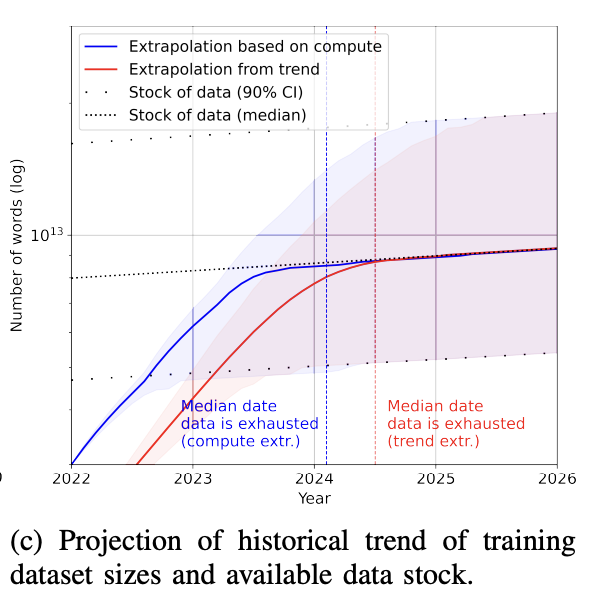 Extrapolation based on compute
Extrapolation from trend
Stock of data (90% CI)
Stock of data (median)
Number of words (log)
10^13
Median date
data is exhausted
(compute extr.)
Median date
data is exhausted
(trend extr.)
2022 2023 2024 2025 2026
Year
(c) Projection of historical trend of training
dataset sizes and available data stock.